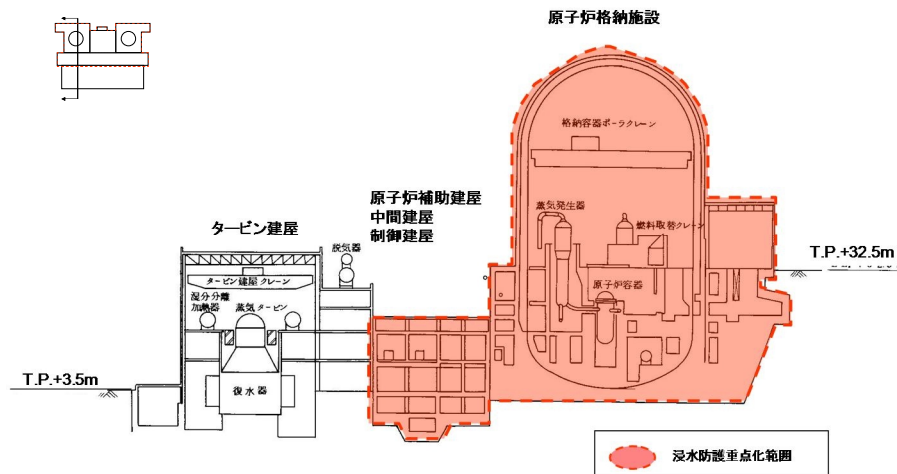 原子炉格納施設
格納容器ポーラクレーン
原子炉補助建屋
中間建屋
制御建屋
蒸気発生器
燃料取替クレーン
タービン建屋
脱気器
T.P.+32.5m
タービン建屋クレーン
湿分分離
加熱器
蒸気タービン
原子炉容器
T.P.+3.5m
復水器
浸水防護重点化範囲